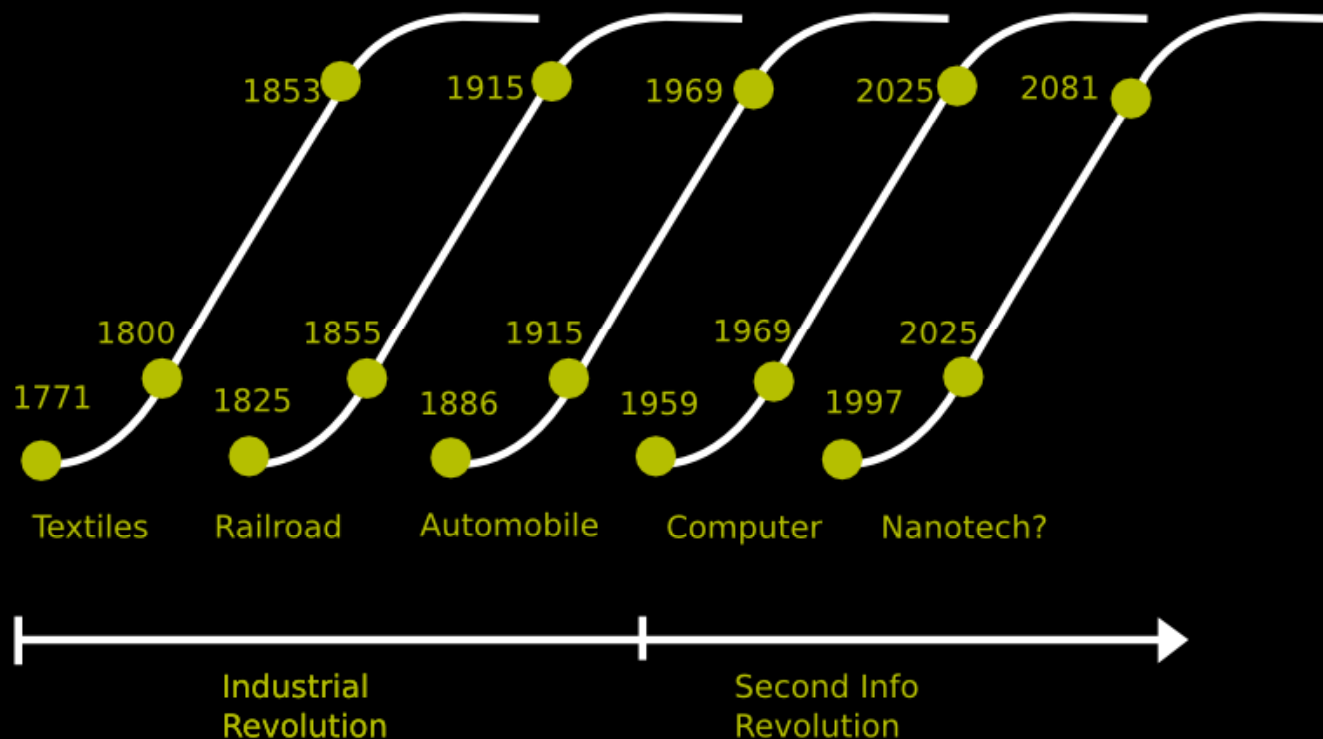 1853
1915
1969
2025
2081
1800
1855
1915
1969
2025
1771
1825
1886
1959
1997
Textiles
Railroad
Automobile
Computer
Nanotech?
Industrial
Revolution
Second Info
Revolution